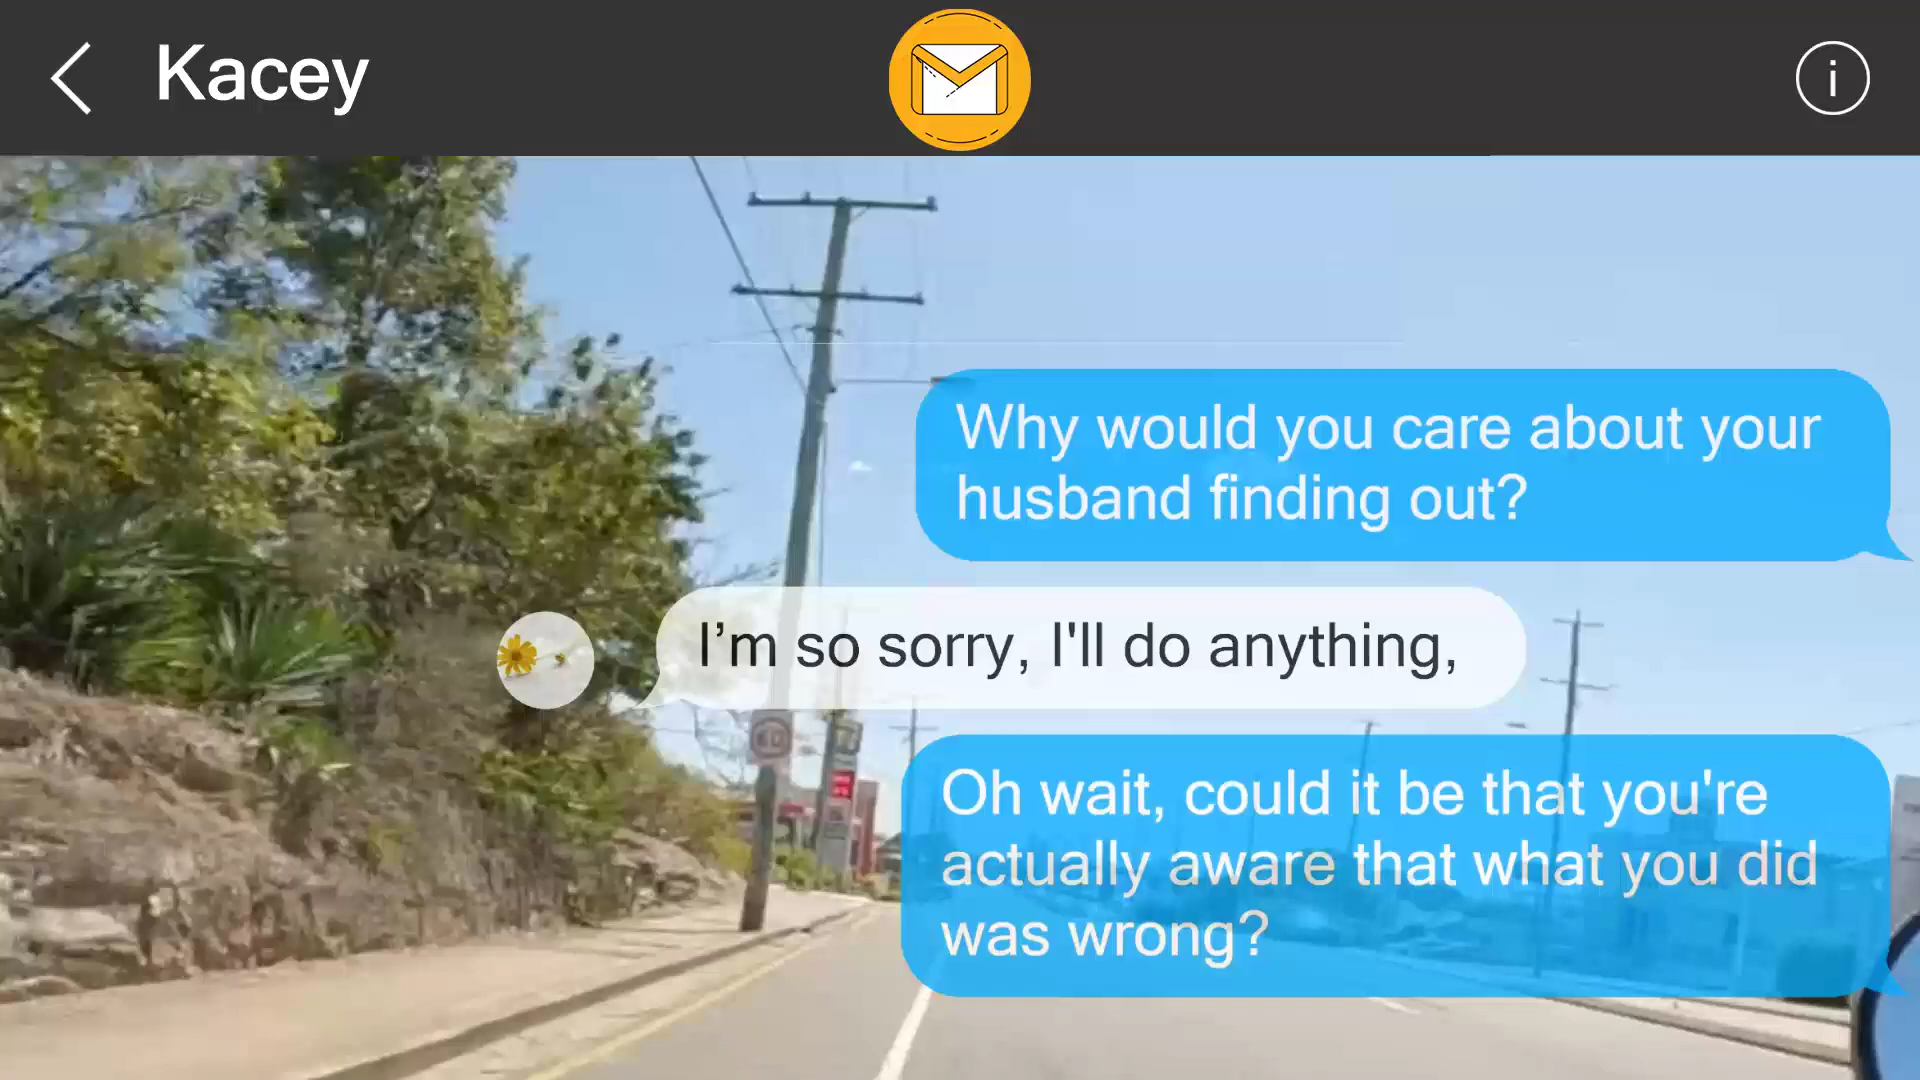 Kacey
Why would you care about your
husband finding out?
I’m so sorry, I'll do anything,
Oh wait, could it be that you're
actually aware that what you did
was wrong?